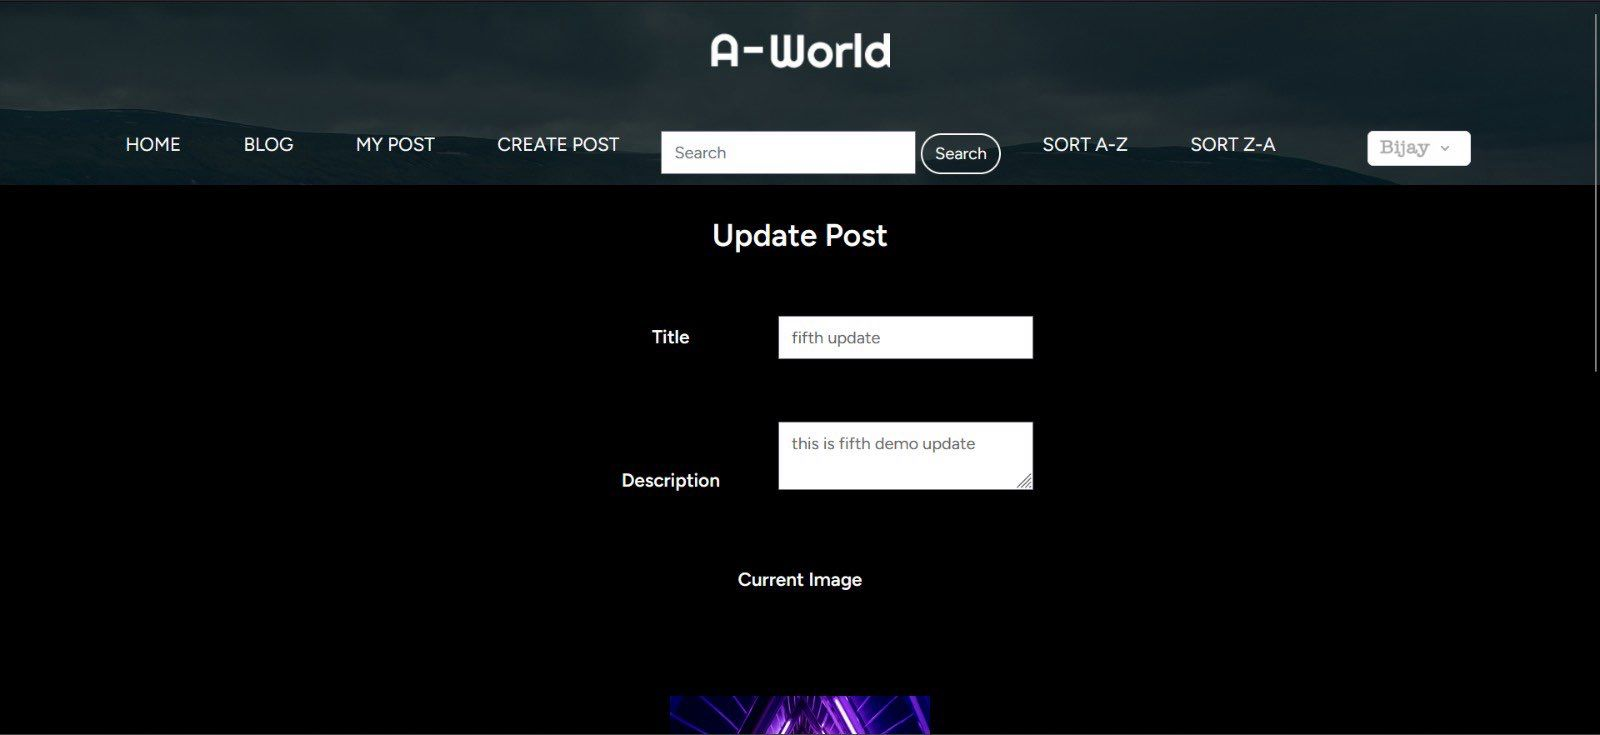 A-World
HOME BLOG MY POST CREATE POST Search Search SORT A-Z SORT Z-A Bijay
Update Post
Title fifth update
this is fifth demo update
Description
Current Image